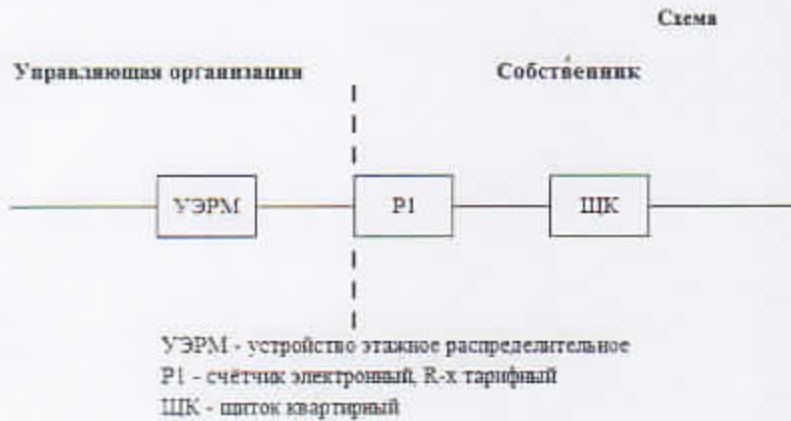 Схема
Управляющая организация
Собственник
УЭРМ
Р1
ЩК
УЭРМ - устройство этажное распределительное
Р1 - счётчик электронный, R-х тарифный
ЩК - щиток квартирный